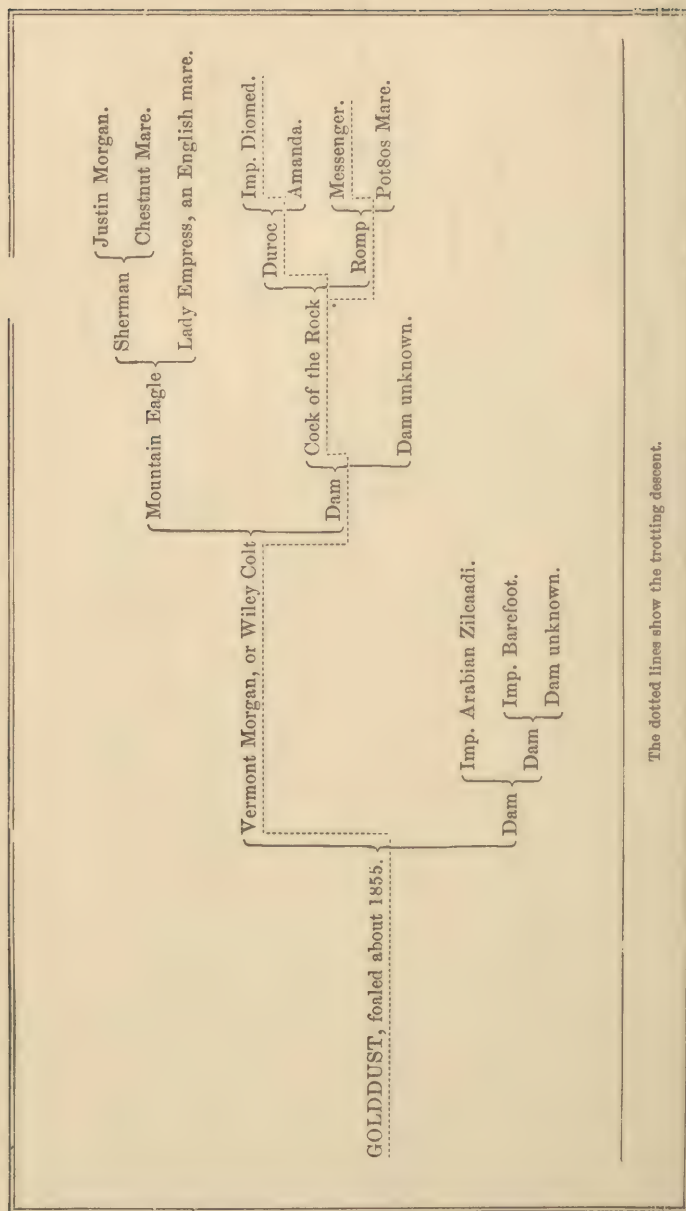 Justin Morgan.
Sherman
Chestnut Mare.
Mountain Eagle
Lady Empress, an English mare.
Vermont Morgan, or Wiley Colt
Imp. Diomed.
Duroc
Amanda.
Cock of the Rock
Messenger.
Romp
Pot8os Mare.
Dam
Dam unknown.
GOLDDUST, foaled about 1855.
Imp. Arabian Zilcaadi.
Dam
Imp. Barefoot.
Dam
Dam unknown.
The dotted lines show the trotting descent.